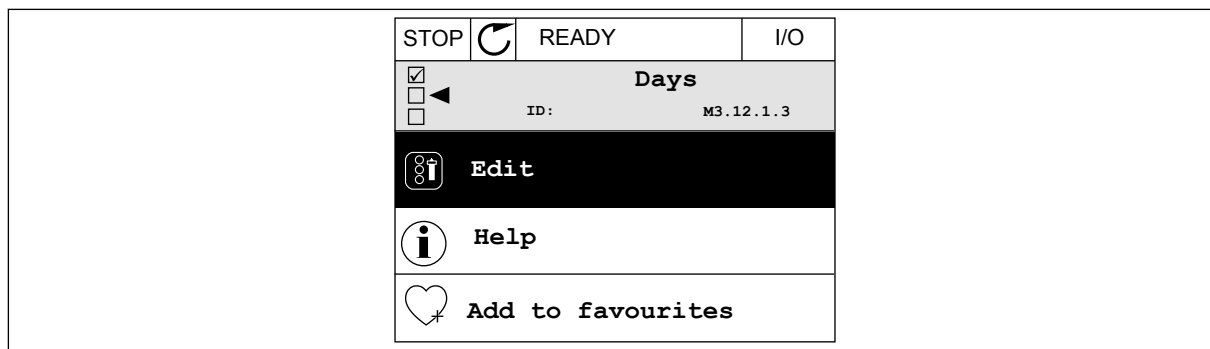 STOP READY I/O
Days
ID: M3.12.1.3
Edit
Help
Add to favourites